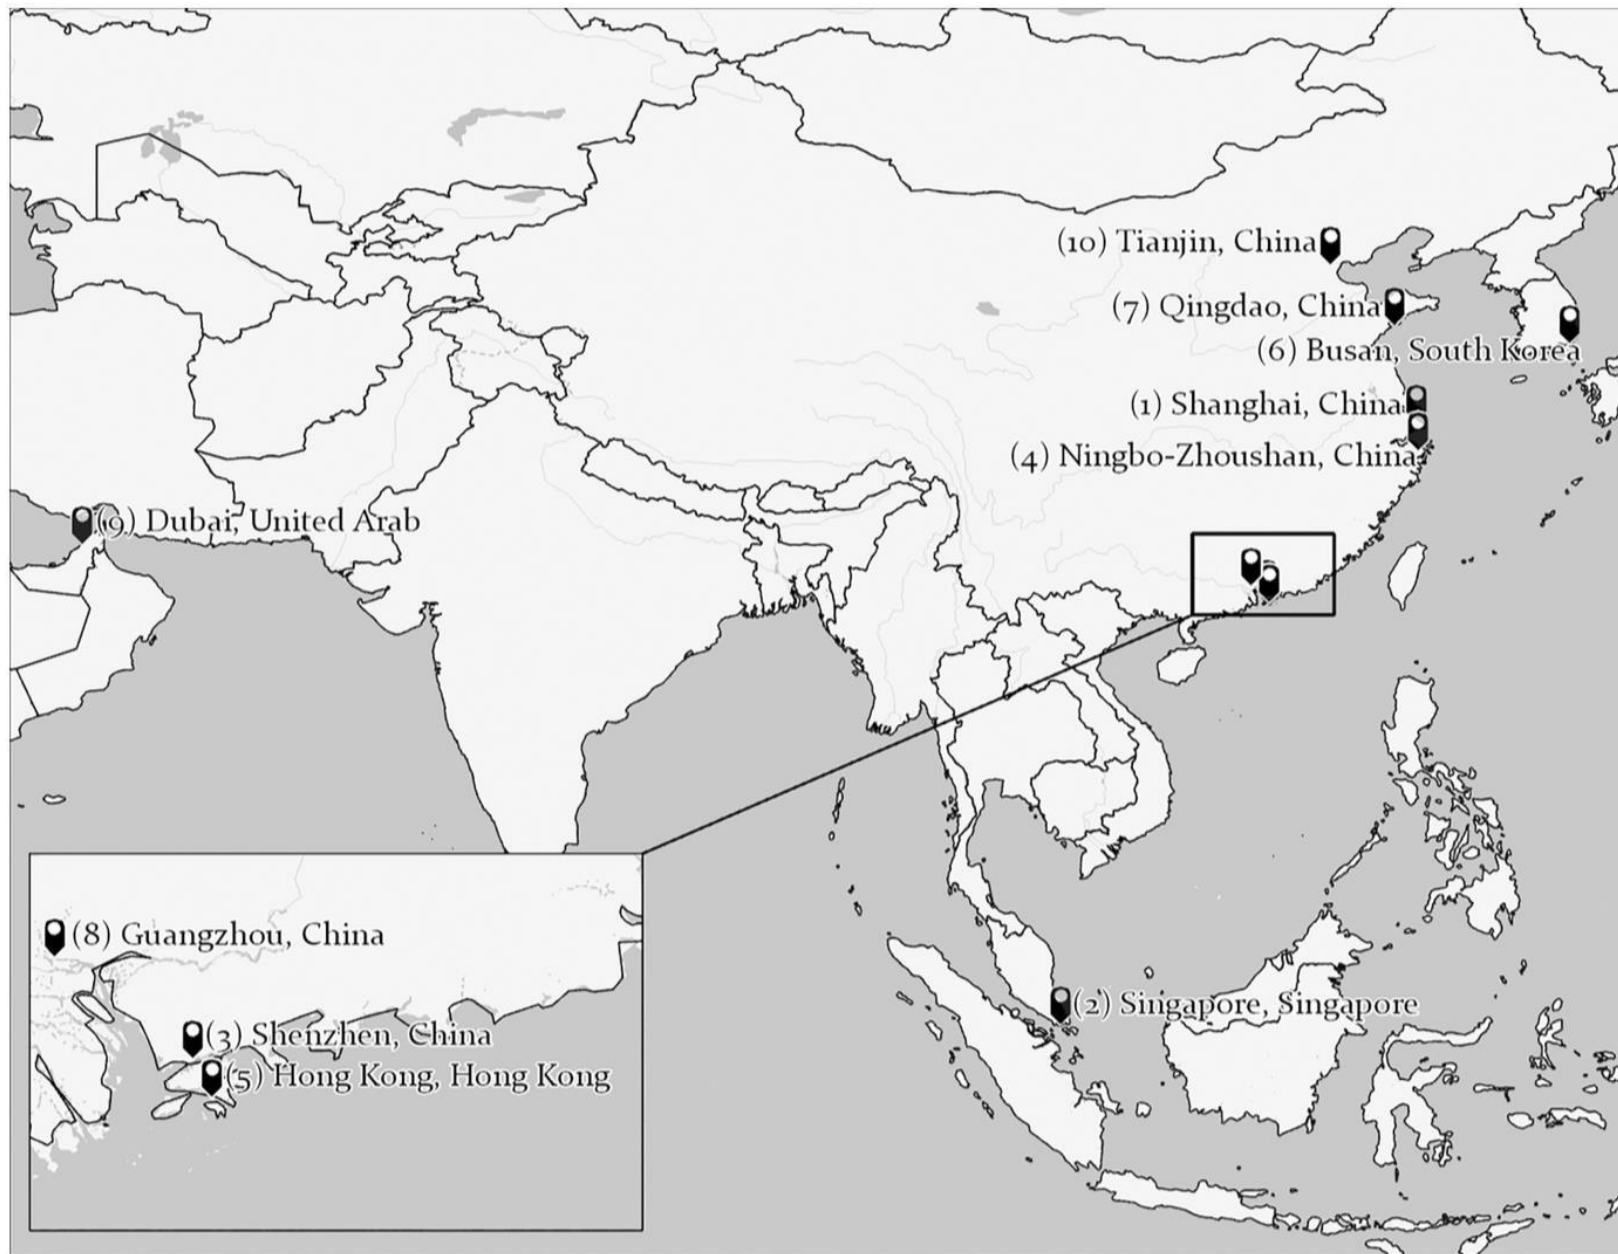 (10) Tianjin, China
(7) Qingdao, China
(6) Busan, South Korea
(1) Shanghai, China
(4) Ningbo-Zhoushan, China
(9) Dubai, United Arab
(8) Guangzhou, China
(2) Singapore, Singapore
(3) Shenzhen, China
(5) Hong Kong, Hong Kong